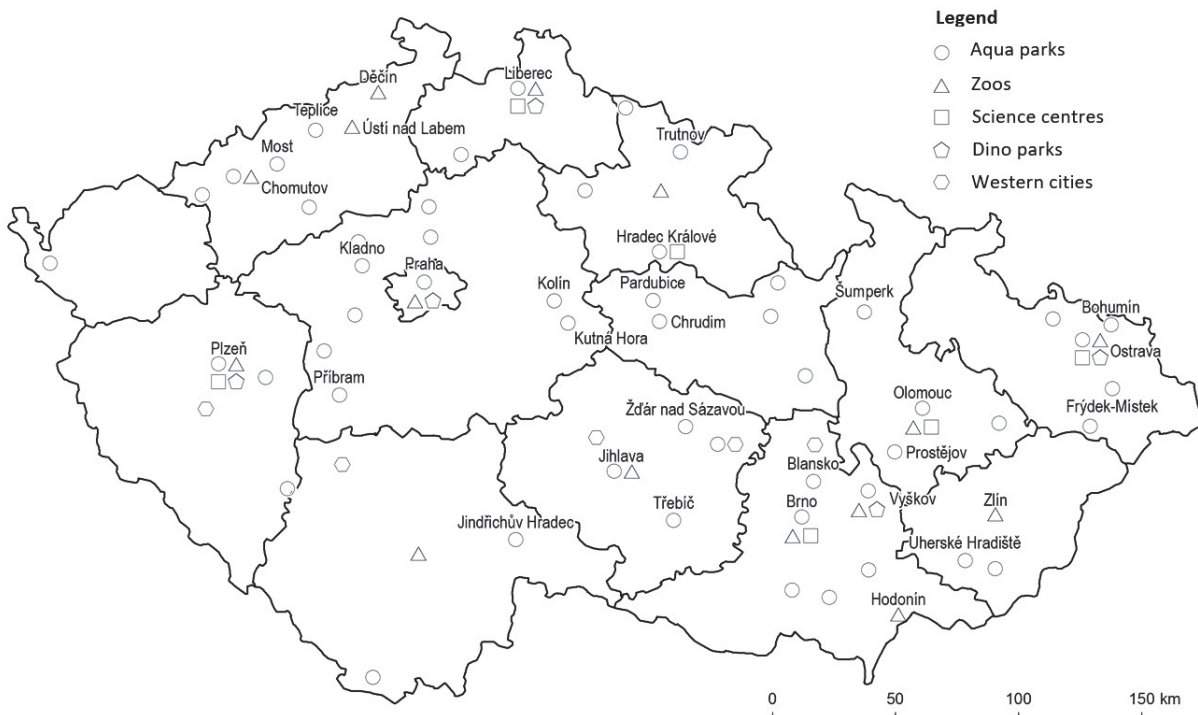 Legend
Aqua parks
Zoos
Science centres
Dino parks
Western cities
Děčín
Liberec
Teplice
Ústí nad Labem
Trutnov
Most
Chomutov
Hradec Králové
Kladno
Praha
Kolín
Pardubice
Šumperk
Bohumín
Chrudim
Kutná Hora
Ostrava
Plzeň
Příbram
Olomouc
Frýdek-Místek
Žďár nad Sázavou
Prostějov
Jihlava
Blansko
Vyškov
Zlín
Brno
Třebíč
Jindřichův Hradec
Uherské Hradiště
Hodonín
0 50 100 150 km